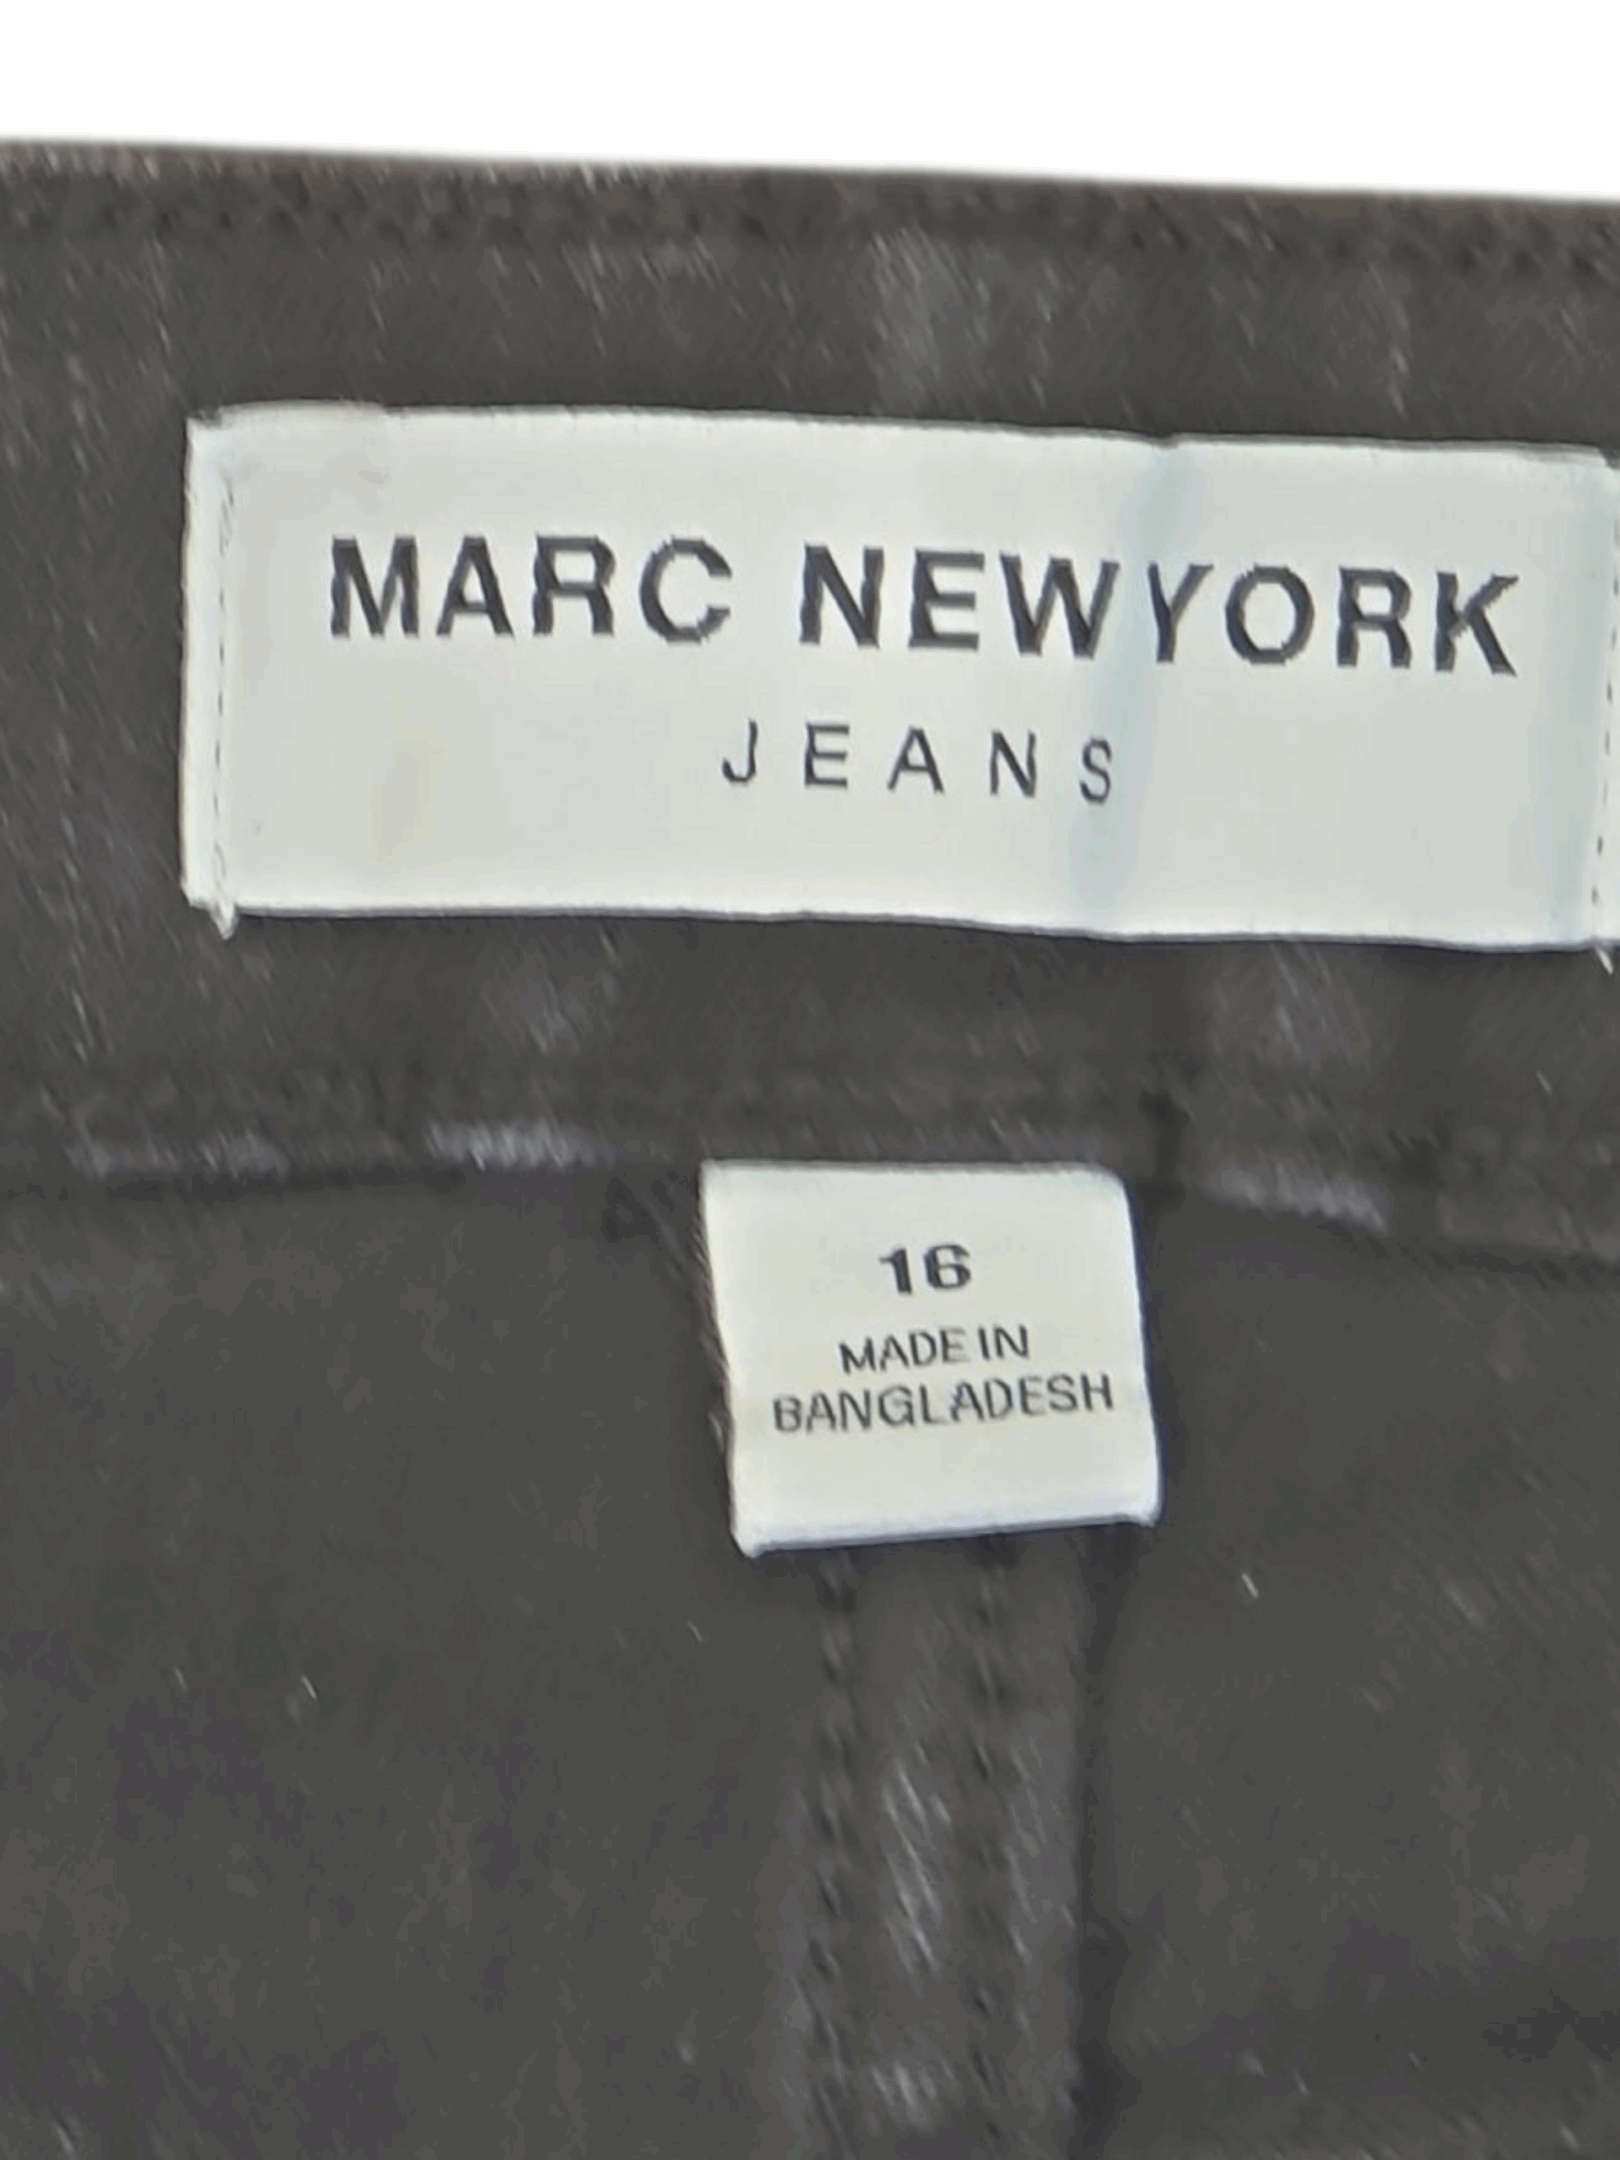 MARC NEWYORK
JEANS
16
MADE IN
BANGLADESH